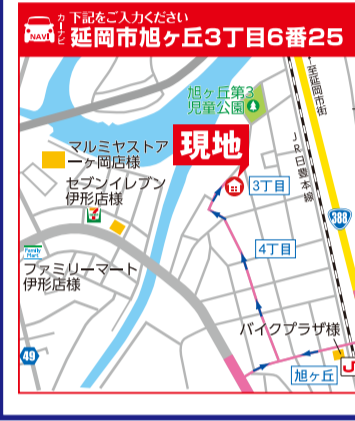 カーナビ
NAVI
下記をご入力ください
延岡市旭ヶ丘3丁目6番25
旭ヶ丘第3
児童公園
至延岡市街
現地
マルミヤストア
一ヶ岡店様
セブンイレブン
伊形店様
3丁目
JR日豊本線
388
4丁目
Family
Mart
ファミリーマート
伊形店様
バイクプラザ様
49
旭ヶ丘
J